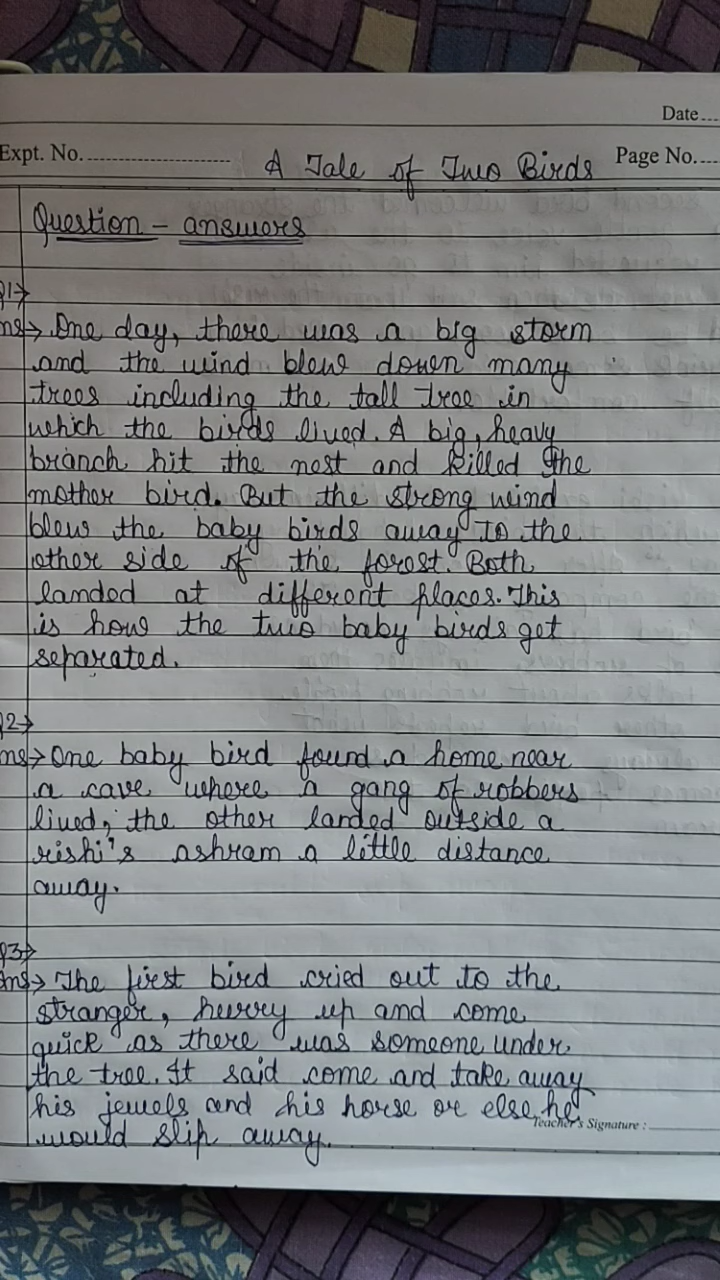 Date....
Expt. No.
A Tale of Two Birds
Page No....
Question - answers
Q1→
Ans→ One day, there was a big storm
and the wind blew down many
trees including the tall tree in
which the birds lived. A big, heavy
branch hit the nest and killed the
mother bird. But the strong wind
blew the baby birds away to the
other side of the forest. Both
landed at different places. This
is how the two baby birds get
separated.
Q2→
Ans→ One baby bird found a home near
a cave where a gang of robbers
lived, the other landed outside a
rishi's ashram a little distance
away.
Q3→
Ans→ The first bird cried out to the
stranger, hurry up and come
quick as there was someone under
the tree. It said come and take away
his jewels and his horse or else he
would slip away.
Teacher's Signature :